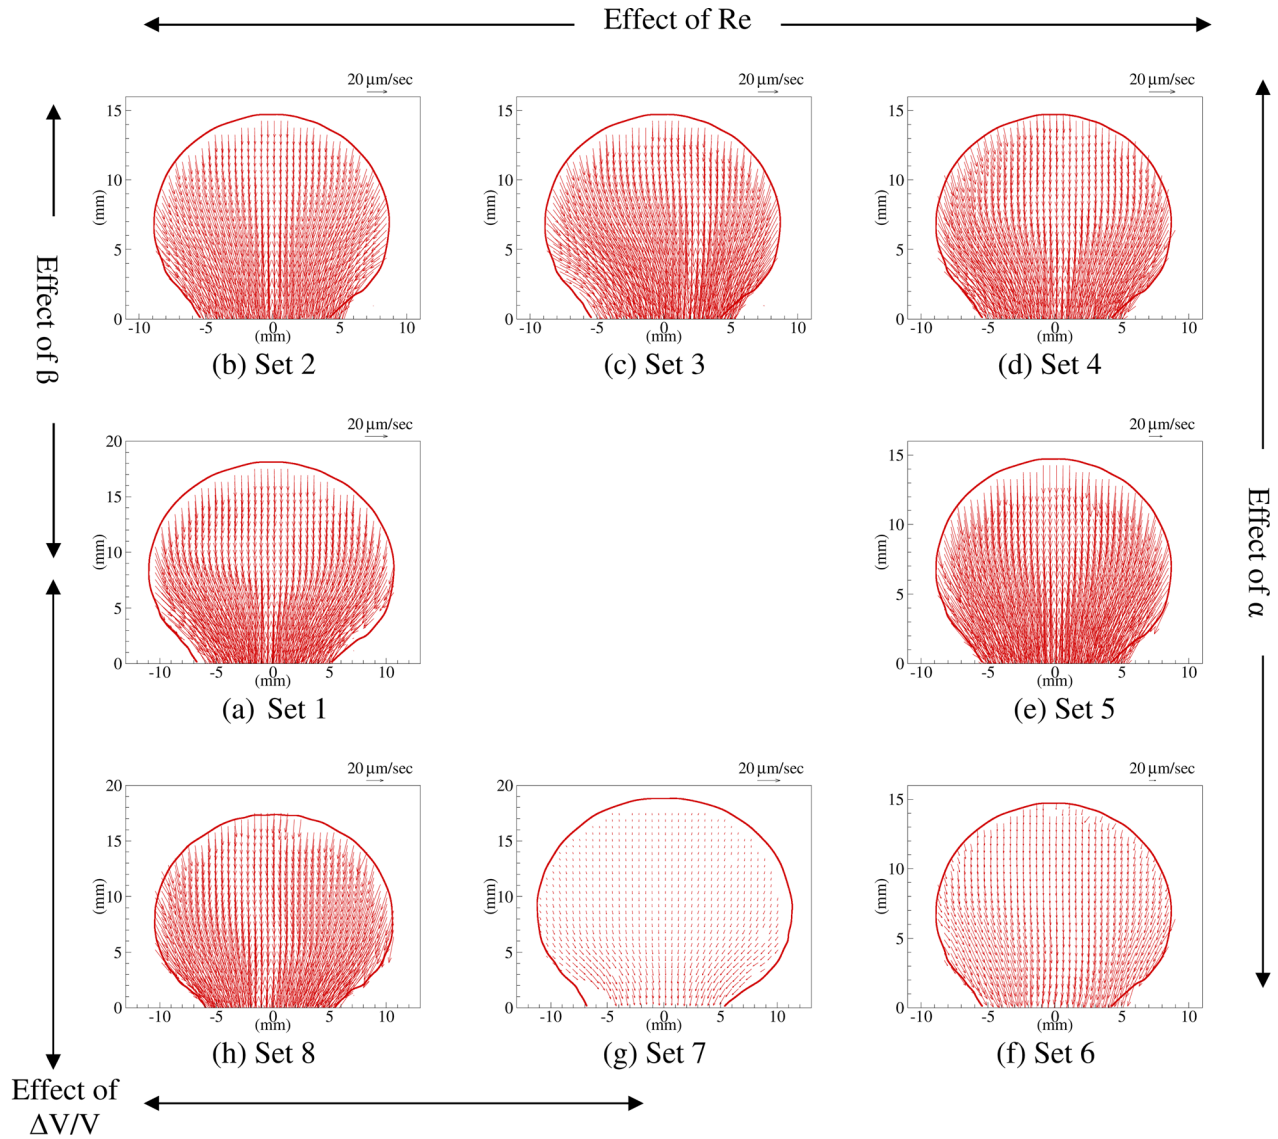 Effect of Re
20 μm/sec
20 μm/sec
20 μm/sec
15
10
5
0
(mm)
-10 -5 0 5 10
(mm)
15
10
5
0
(mm)
-10 -5 0 5 10
(mm)
15
10
5
0
(mm)
-10 -5 0 5 10
(mm)
(b) Set 2
(c) Set 3
(d) Set 4
Effect of ß
20 μm/sec
20 μm/sec
20
15
10
5
0
(mm)
-10 -5 0 5 10
(mm)
15
10
5
0
(mm)
-10 -5 0 5 10
(mm)
(a) Set 1
(e) Set 5
Effect of α
20 μm/sec
20 μm/sec
20 μm/sec
20
15
10
5
0
(mm)
-10 -5 0 5 10
(mm)
20
15
10
5
0
(mm)
-10 -5 0 5 10
(mm)
15
10
5
0
(mm)
-10 -5 0 5 10
(mm)
(h) Set 8
(g) Set 7
(f) Set 6
Effect of
ΔV/V